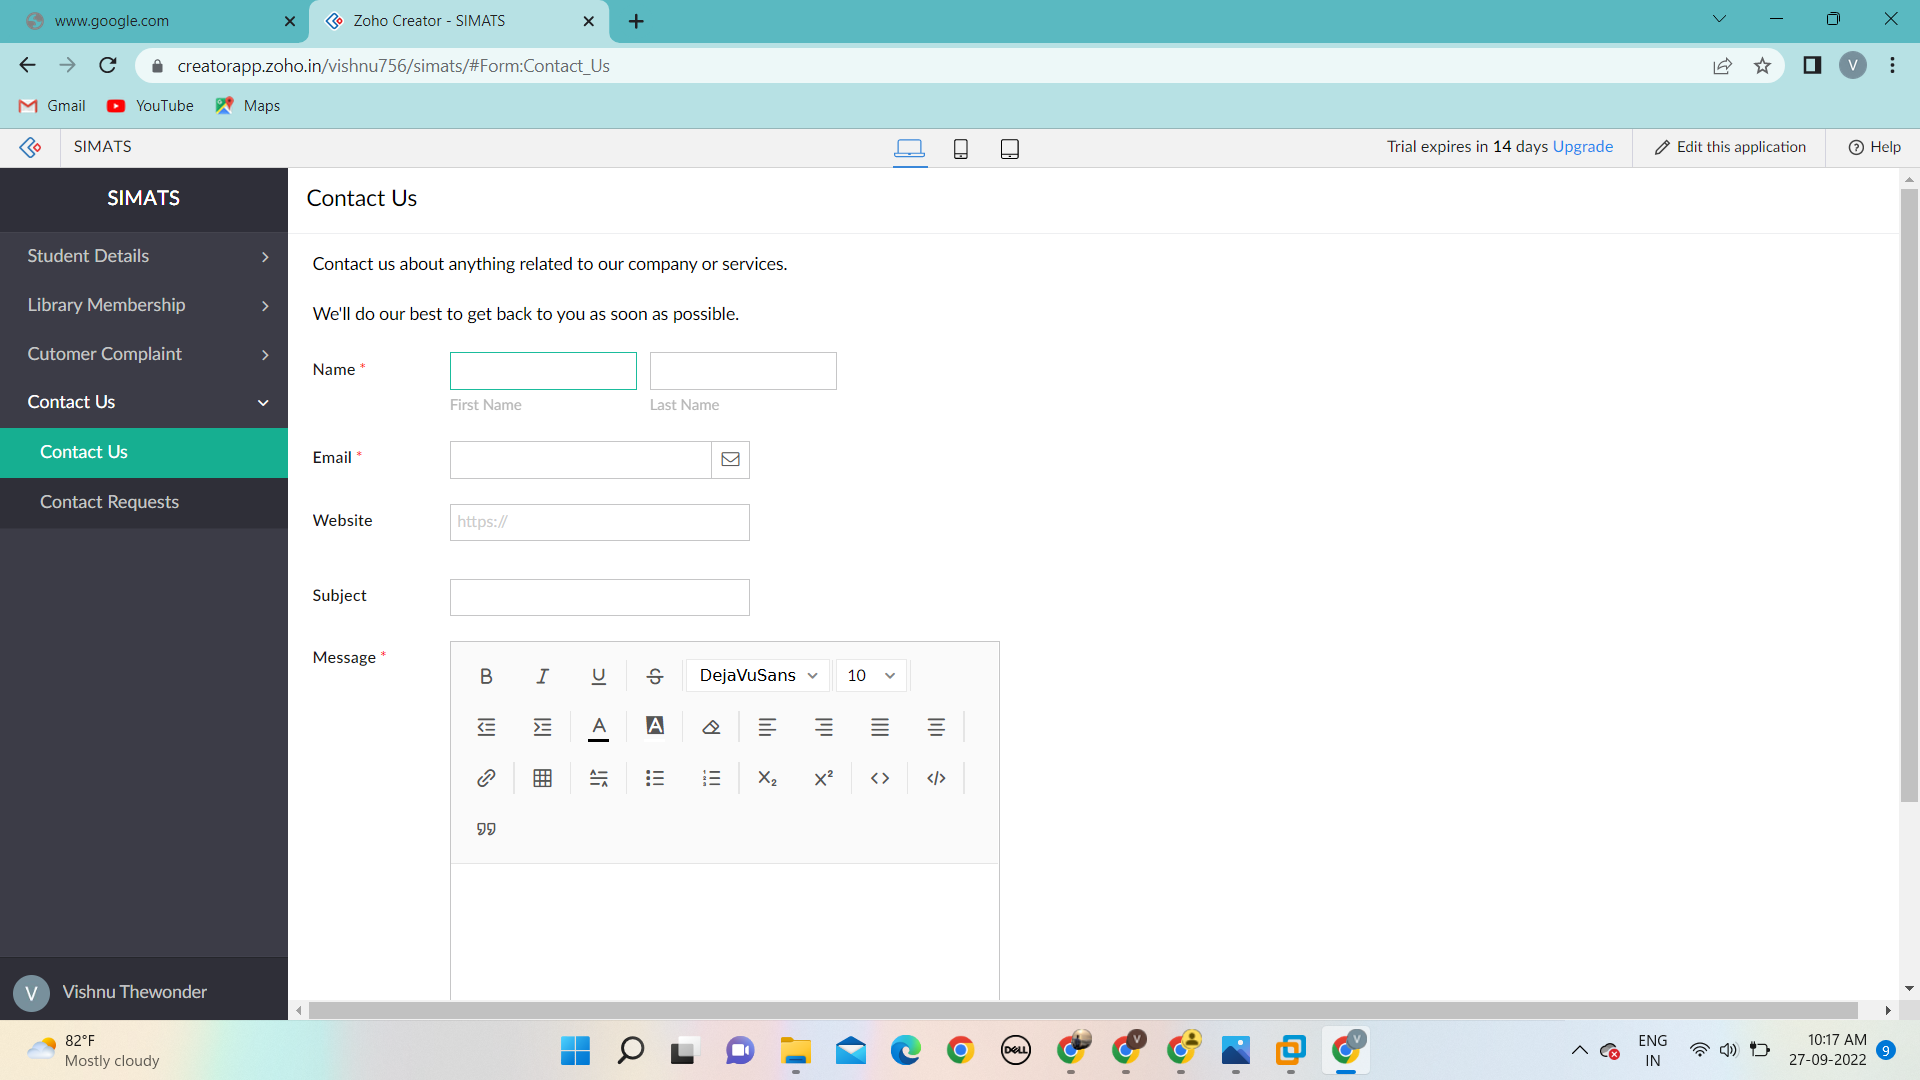 www.google.com
Zoho Creator - SIMATS
creatorapp.zoho.in/vishnu756/simats/#Form:Contact_Us
V
Gmail
YouTube
Maps
SIMATS
Trial expires in 14 days Upgrade
Edit this application
Help
SIMATS
Student Details
Library Membership
Cutomer Complaint
Contact Us
Contact Us
Contact Requests
Contact Us
Contact us about anything related to our company or services.
We'll do our best to get back to you as soon as possible.
Name *
First Name
Last Name
Email *
Website
https://
Subject
Message *
DejaVuSans
10
V
Vishnu Thewonder
82°F
Mostly cloudy
DELL
V
V
ENG
IN
10:17 AM
27-09-2022
9